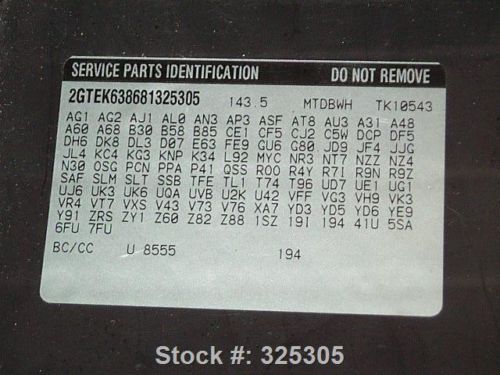 SERVICE PARTS IDENTIFICATION DO NOT REMOVE
2GTEK638681325305 143.5 MTDBWH TK10543
AG1 AG2 AJ1 AL0 AN3 AP3 ASF AT8 AU3 A31 A48
A60 A68 B30 B58 B85 CE1 CF5 CJ2 C5W DCP DF5
DH6 DK8 DL3 D07 E63 FE9 GU6 G80 JD9 JF4 JJG
JL4 KC4 KG3 KNP K34 L92 MYC NR3 NT7 NZZ NZ4
N30 OSG PCN PPA P41 QSS R00 R4Y R7I R9N R9Z
SAF SLM SLT SSB TFE TL1 T74 T96 UD7 UE1 UG1
UJ6 UK3 UK6 U0A UVB U2K U42 VFF VG3 VH9 VK3
VR4 VT7 VXS V43 V73 V76 XA7 YD3 YD5 YD6 YE9
Y91 ZRS ZY1 Z60 Z82 Z88 1SZ 19I 194 41U 5SA
6FU 7FU
BC/CC U 8555 194
Stock #: 325305